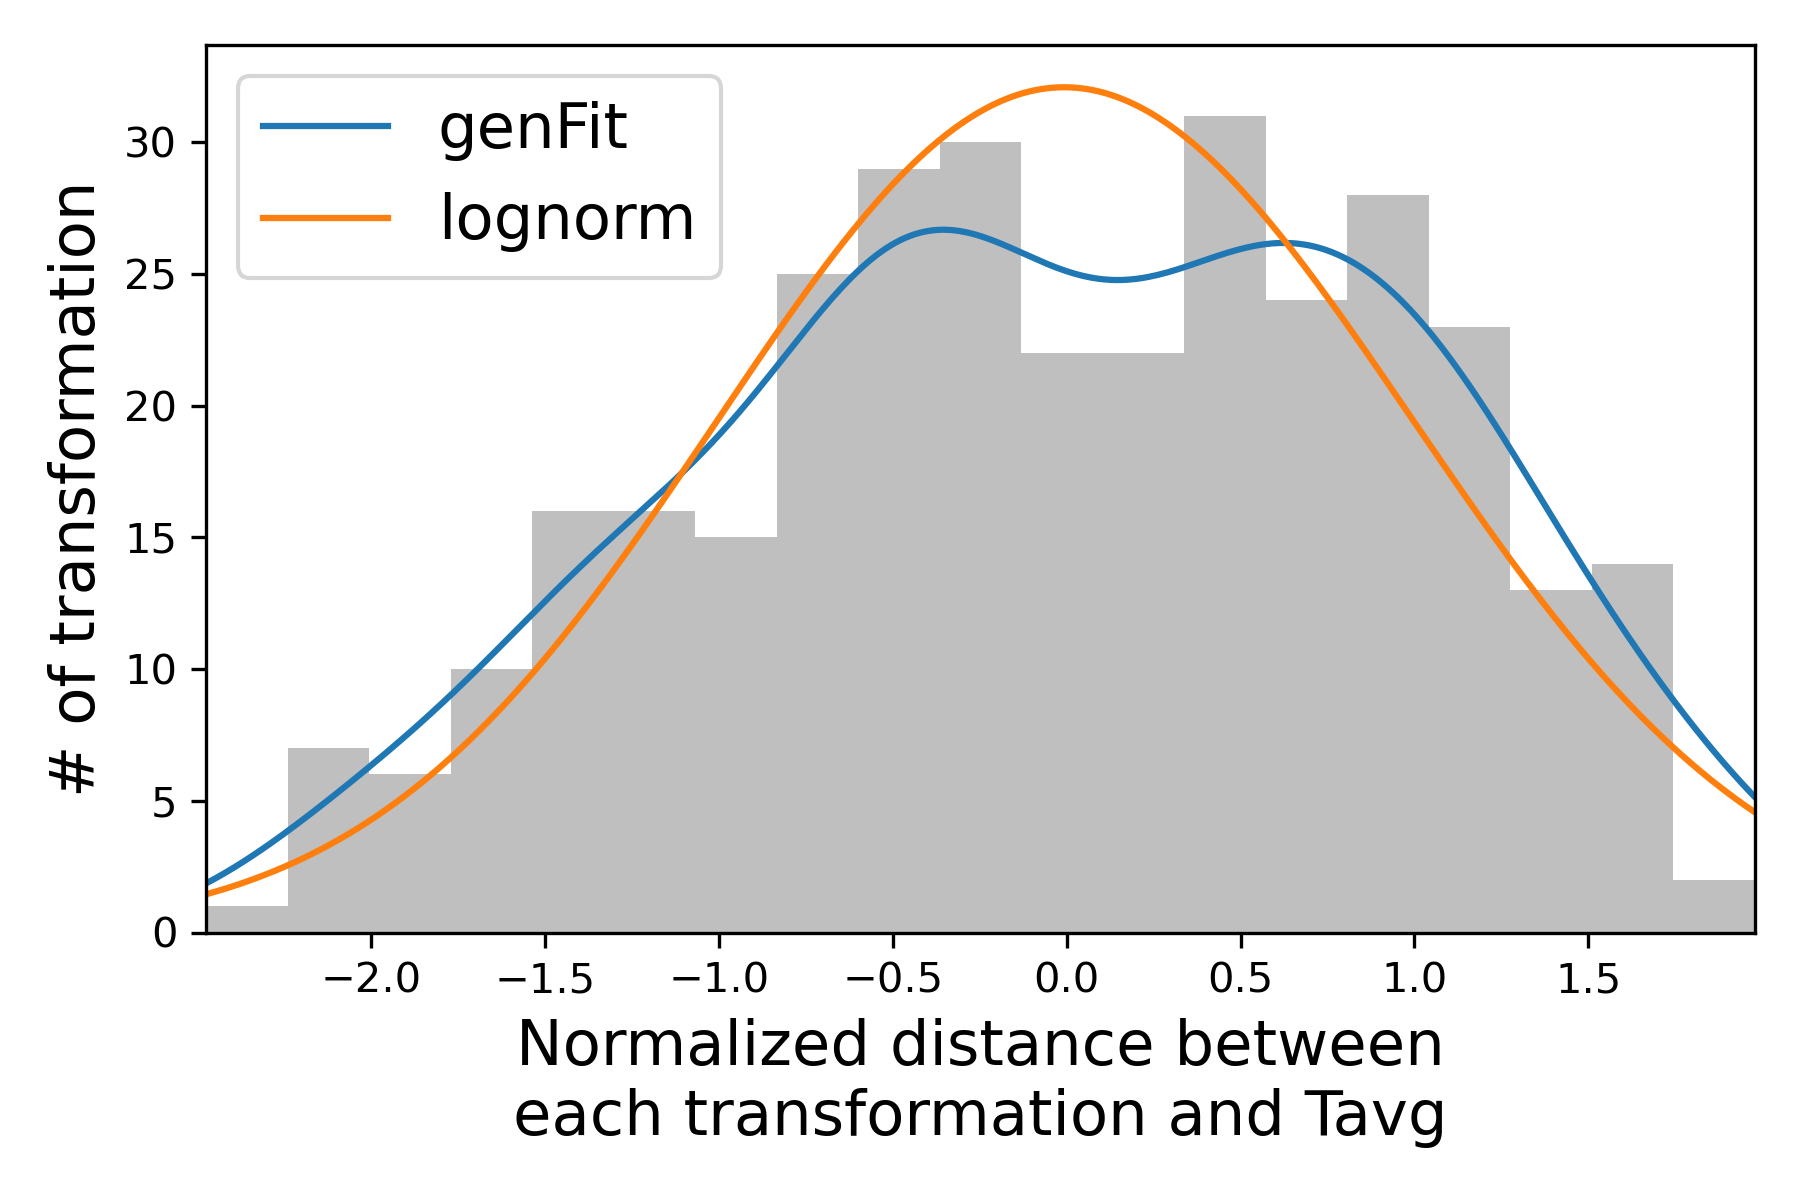 genFit
lognorm
# of transformation
30
25
20
15
10
5
0
−2.0 −1.5 −1.0 −0.5 0.0 0.5 1.0 1.5
Normalized distance between
each transformation and Tavg